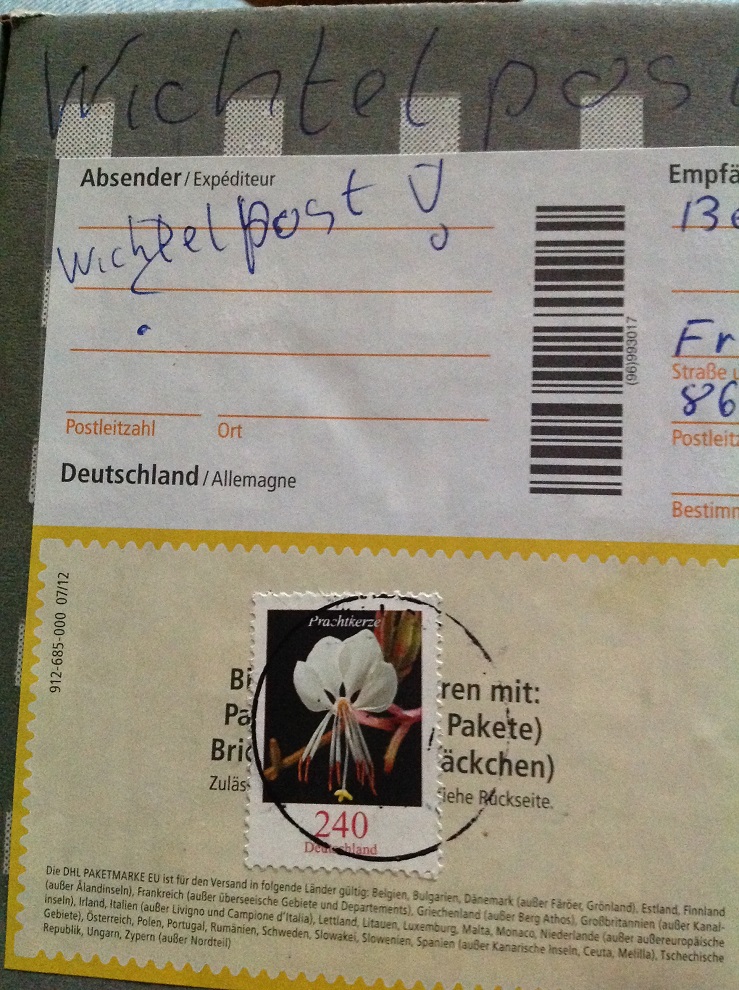 Wichtelpost
Absender / Expéditeur
Empfä
Wichtelpost !
13
(96)993017
Fr
Straße u
86
Postleitzahl
Ort
Postleitz
Deutschland / Allemagne
Bestimm
912-685-000 07/12
Prachtkerze
Bi
ren mit:
Pa
Pakete)
Bri
äckchen)
Zuläs
iehe Rückseite.
240
Deutschland
Die DHL PAKETMARKE EU ist für den Versand in folgende Länder gültig: Belgien, Bulgarien, Dänemark (außer Färöer, Grönland), Estland, Finnland
(außer Ålandinseln), Frankreich (außer überseeische Gebiete und Departements), Griechenland (außer Berg Athos), Großbritannien (außer Kanal-
inseln), Irland, Italien (außer Livigno und Campione d'Italia), Lettland, Litauen, Luxemburg, Malta, Monaco, Niederlande (außer außereuropäische
Gebiete), Österreich, Polen, Portugal, Rumänien, Schweden, Slowakei, Slowenien, Spanien (außer Kanarische Inseln, Ceuta, Melilla), Tschechische
Republik, Ungarn, Zypern (außer Nordteil)